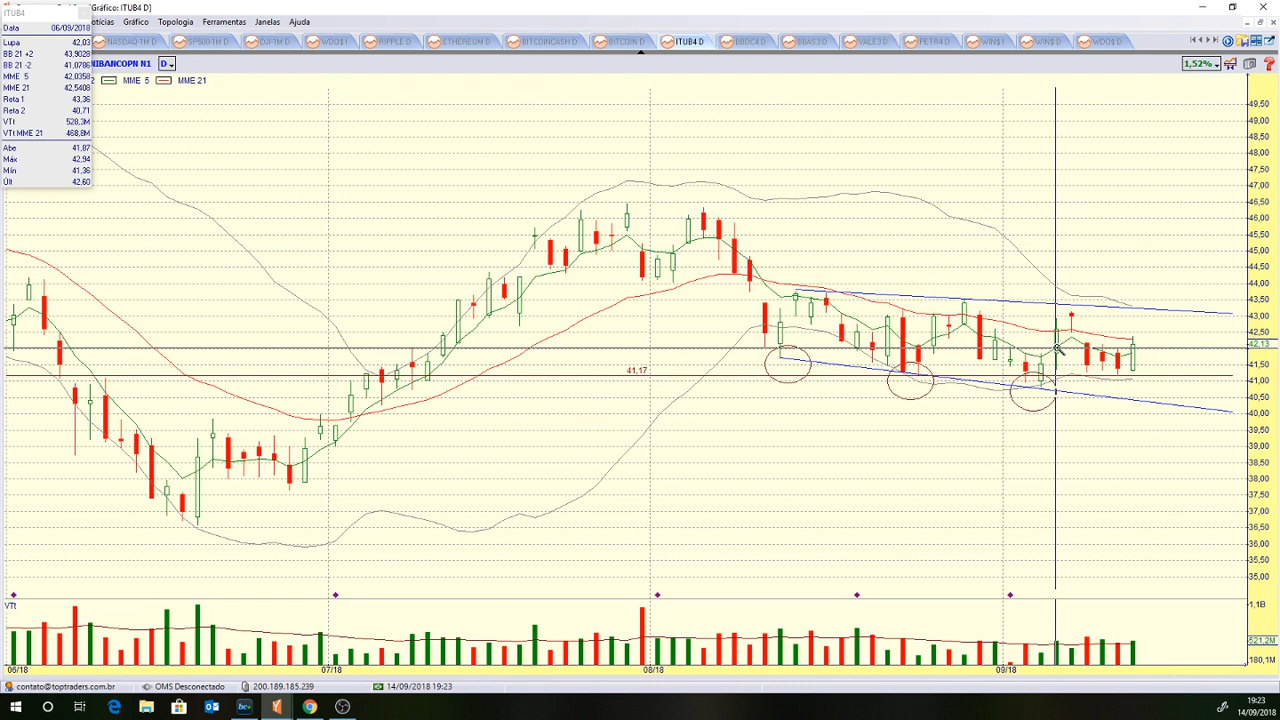 Gráfico: ITUB4 D]
ITUB4
otícias Gráfico Topologia Ferramentas Janelas Ajuda
Data 06/09/2018
Lupa 42,03
BB 21 +2 43,9028
BB 21 -2 41,0786
MME 5 42,0358
MME 21 42,5408
Reta 1 43,36
Reta 2 40,71
VTt 528,3M
VTt MME 21 468,8M
Abe 41,87
Máx 42,94
Mín 41,36
Últ 42,60
NASDAQ-1M D SP500-1M D DJI-1M D WDO$ I RIPPLE D ETHEREUM D BITCOINCASH D BITCOIN D ITUB4 D BBDC4 D BBAS3 D VALE3 D PETR4 D WIN$ I WIN$ D WDO$ D
NIBANCOPN N1 D
1,52%
MME 5 MME 21
49,50
49,00
48,50
48,00
47,50
47,00
46,50
46,00
45,50
45,00
44,50
44,00
43,50
43,00
42,50
42,13
41,50
41,00
40,50
40,00
39,50
39,00
38,50
38,00
37,50
37,00
36,50
36,00
35,50
35,00
41,17
VTt
1,1B
521,2M
180,1M
06/18 07/18 08/18 09/18
contato@toptraders.com.br OMS Desconectado 200.189.185.239 14/09/2018 19:23
19:23
14/09/2018